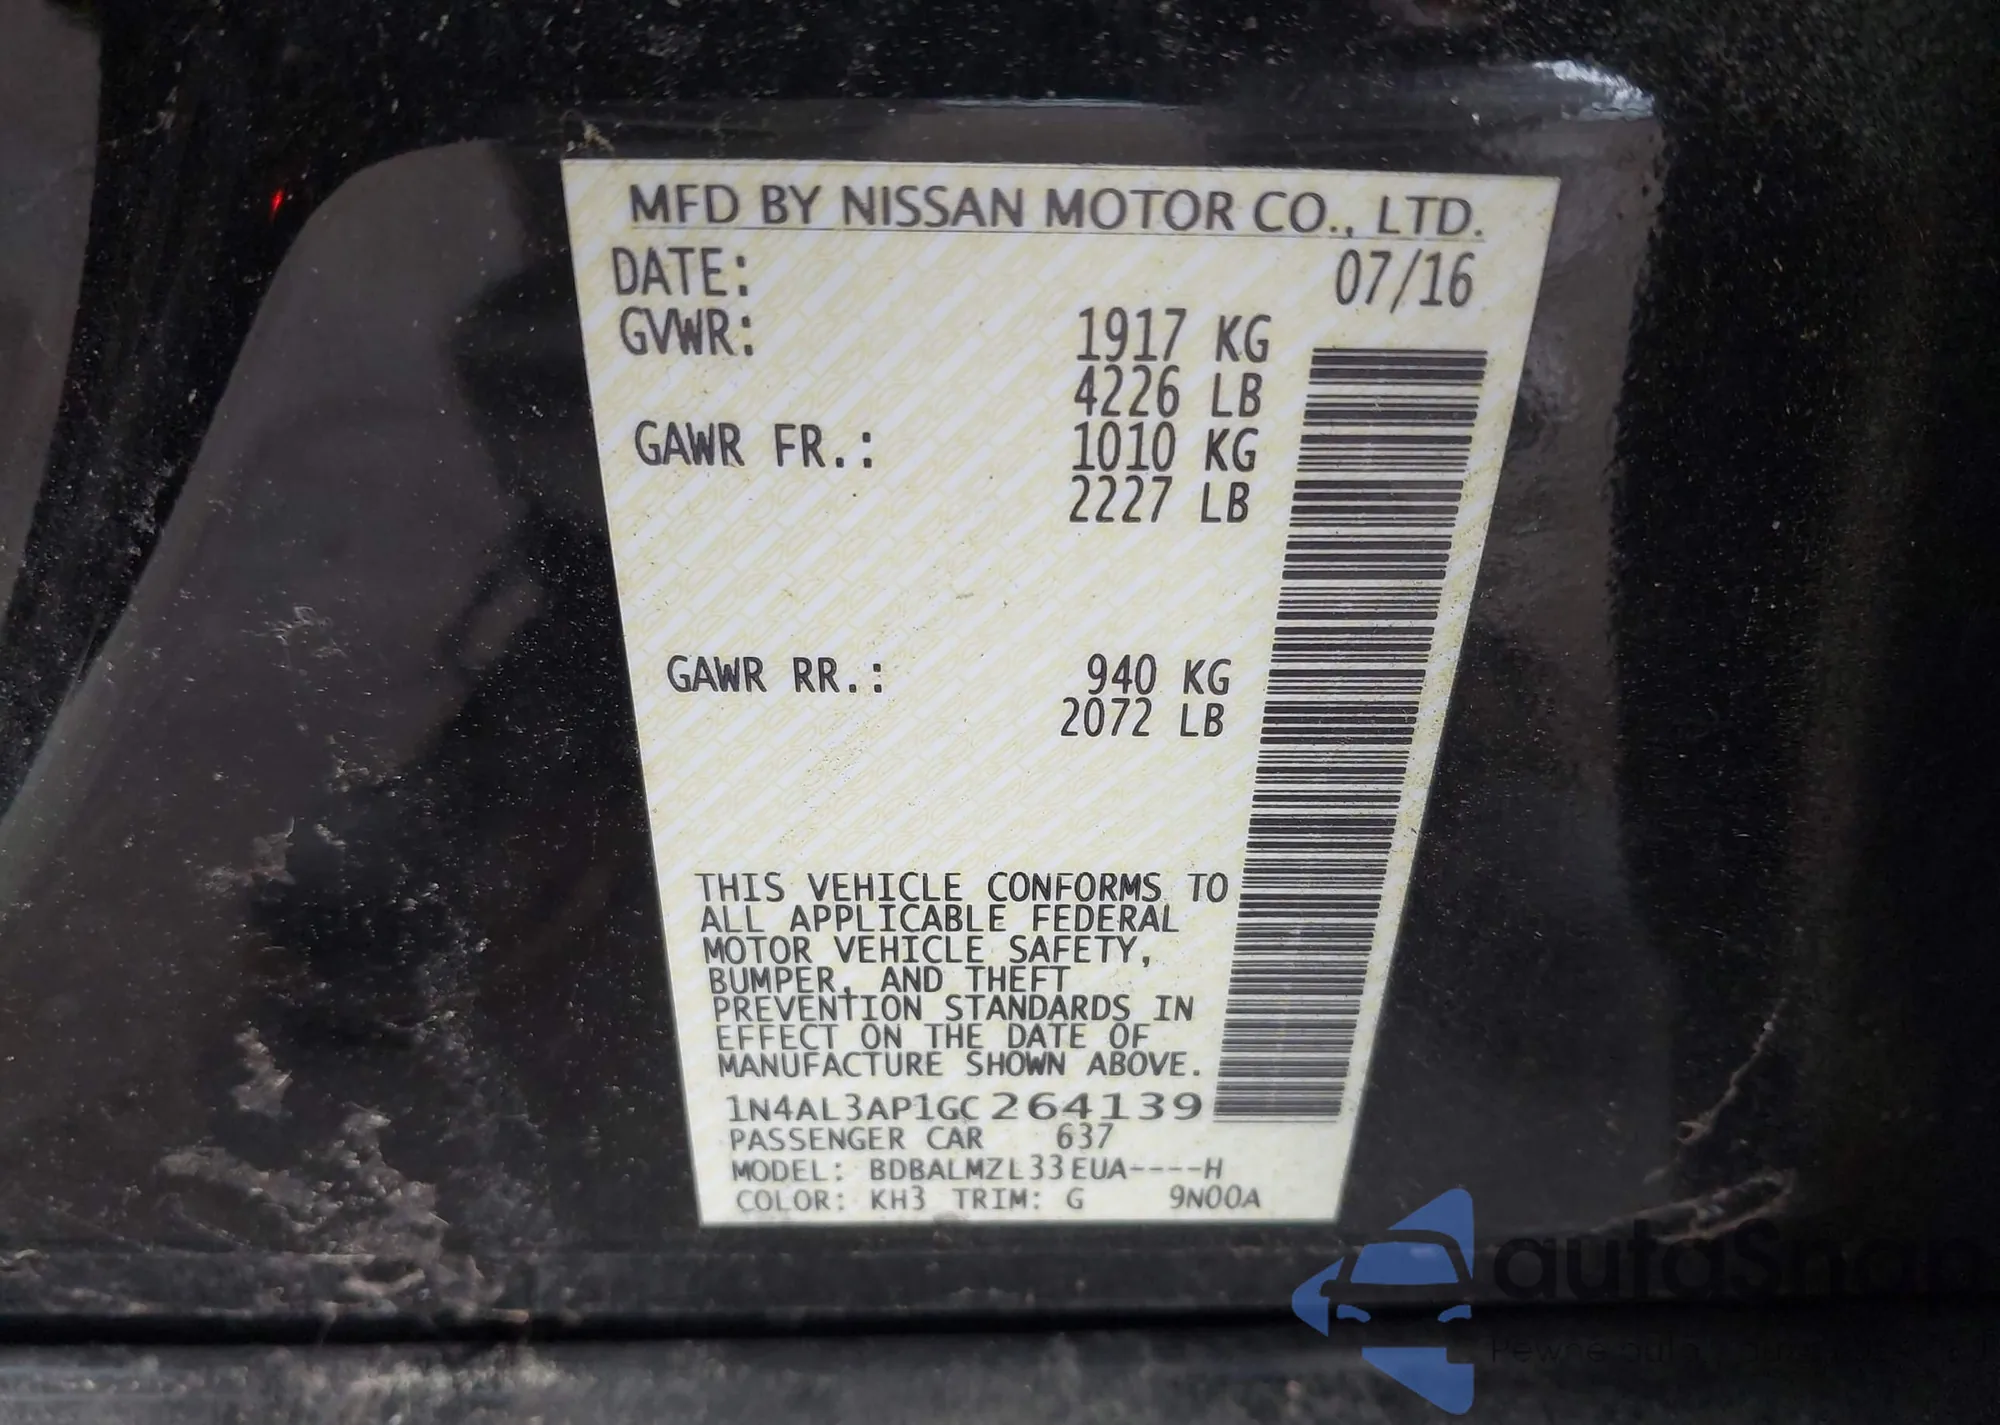 MFD BY NISSAN MOTOR CO., LTD.
DATE: 07/16
GVWR: 1917 KG
4226 LB
GAWR FR.: 1010 KG
2227 LB
GAWR RR.: 940 KG
2072 LB
THIS VEHICLE CONFORMS TO
ALL APPLICABLE FEDERAL
MOTOR VEHICLE SAFETY,
BUMPER, AND THEFT
PREVENTION STANDARDS IN
EFFECT ON THE DATE OF
MANUFACTURE SHOWN ABOVE.
1N4AL3AP1GC264139
PASSENGER CAR 637
MODEL: BDBALMZL33EUA----H
COLOR: KH3 TRIM: G 9N00A
autoSnap
Pewne auto